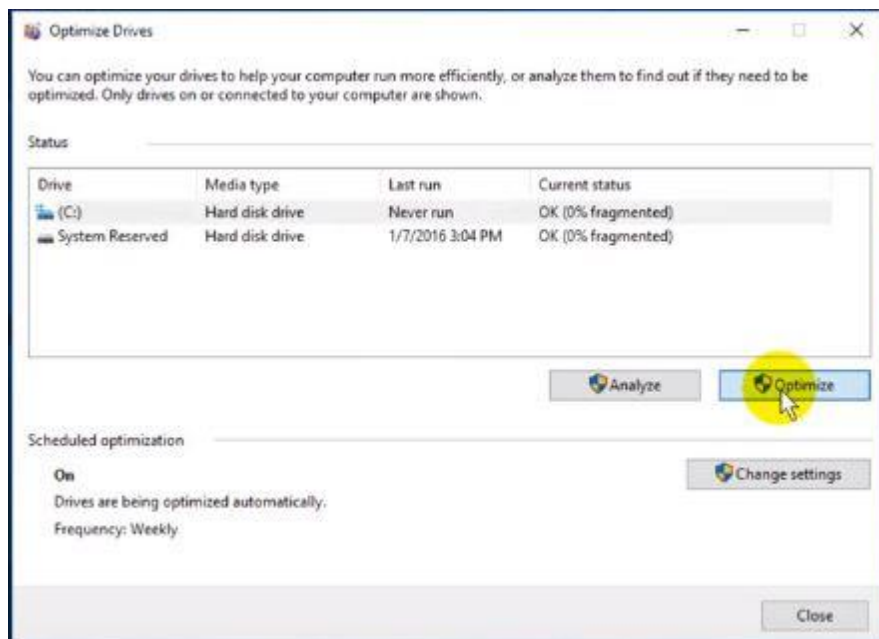 Optimize Drives
You can optimize your drives to help your computer run more efficiently, or analyze them to find out if they need to be
optimized. Only drives on or connected to your computer are shown.
Status
Drive Media type Last run Current status
(C:) Hard disk drive Never run OK (0% fragmented)
System Reserved Hard disk drive 1/7/2016 3:04 PM OK (0% fragmented)
Analyze Optimize
Scheduled optimization
On Change settings
Drives are being optimized automatically.
Frequency: Weekly
Close